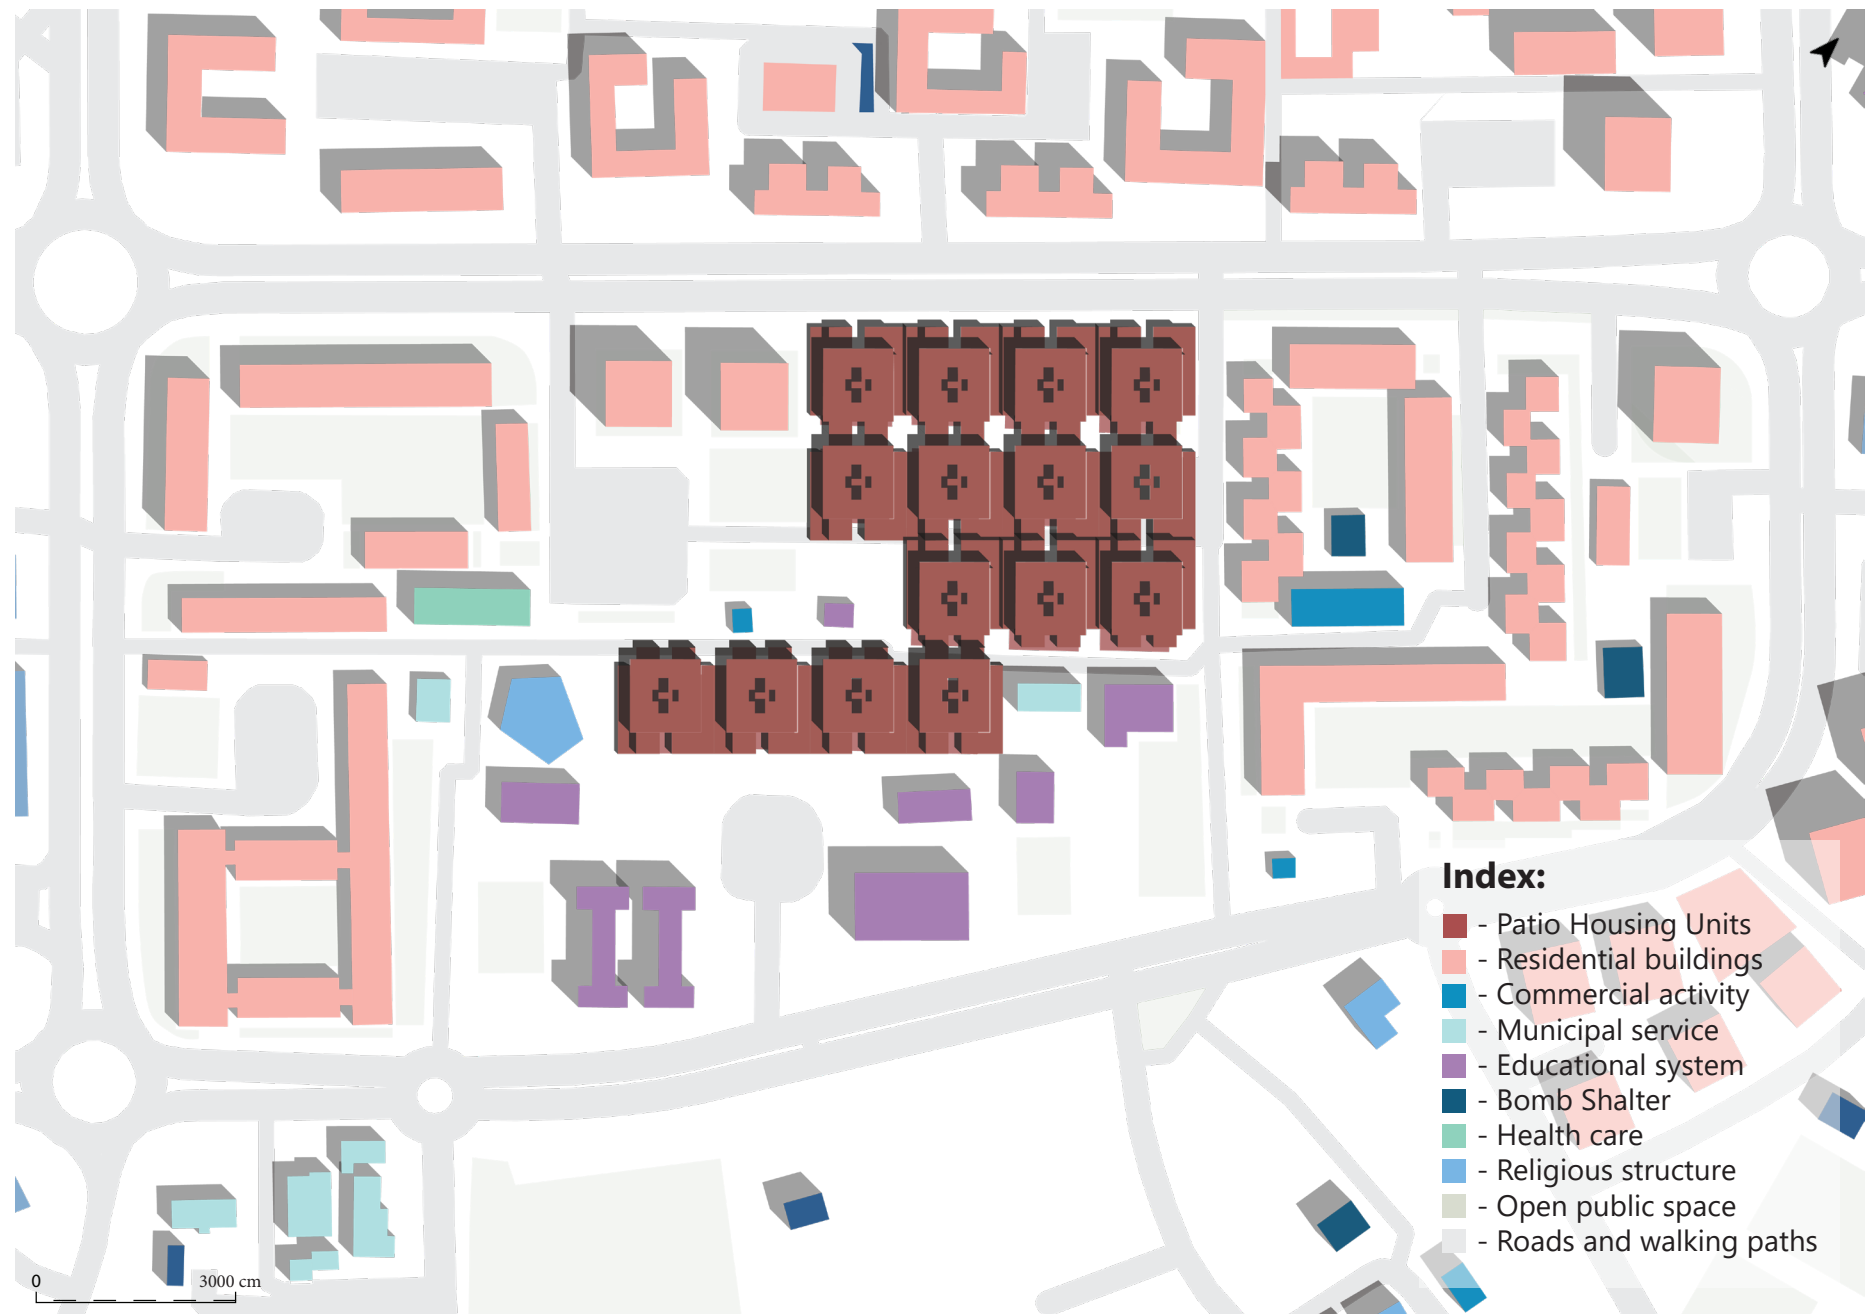 Index:
- Patio Housing Units
- Residential buildings
- Commercial activity
- Municipal service
- Educational system
- Bomb Shalter
- Health care
- Religious structure
- Open public space
- Roads and walking paths
0 3000 cm